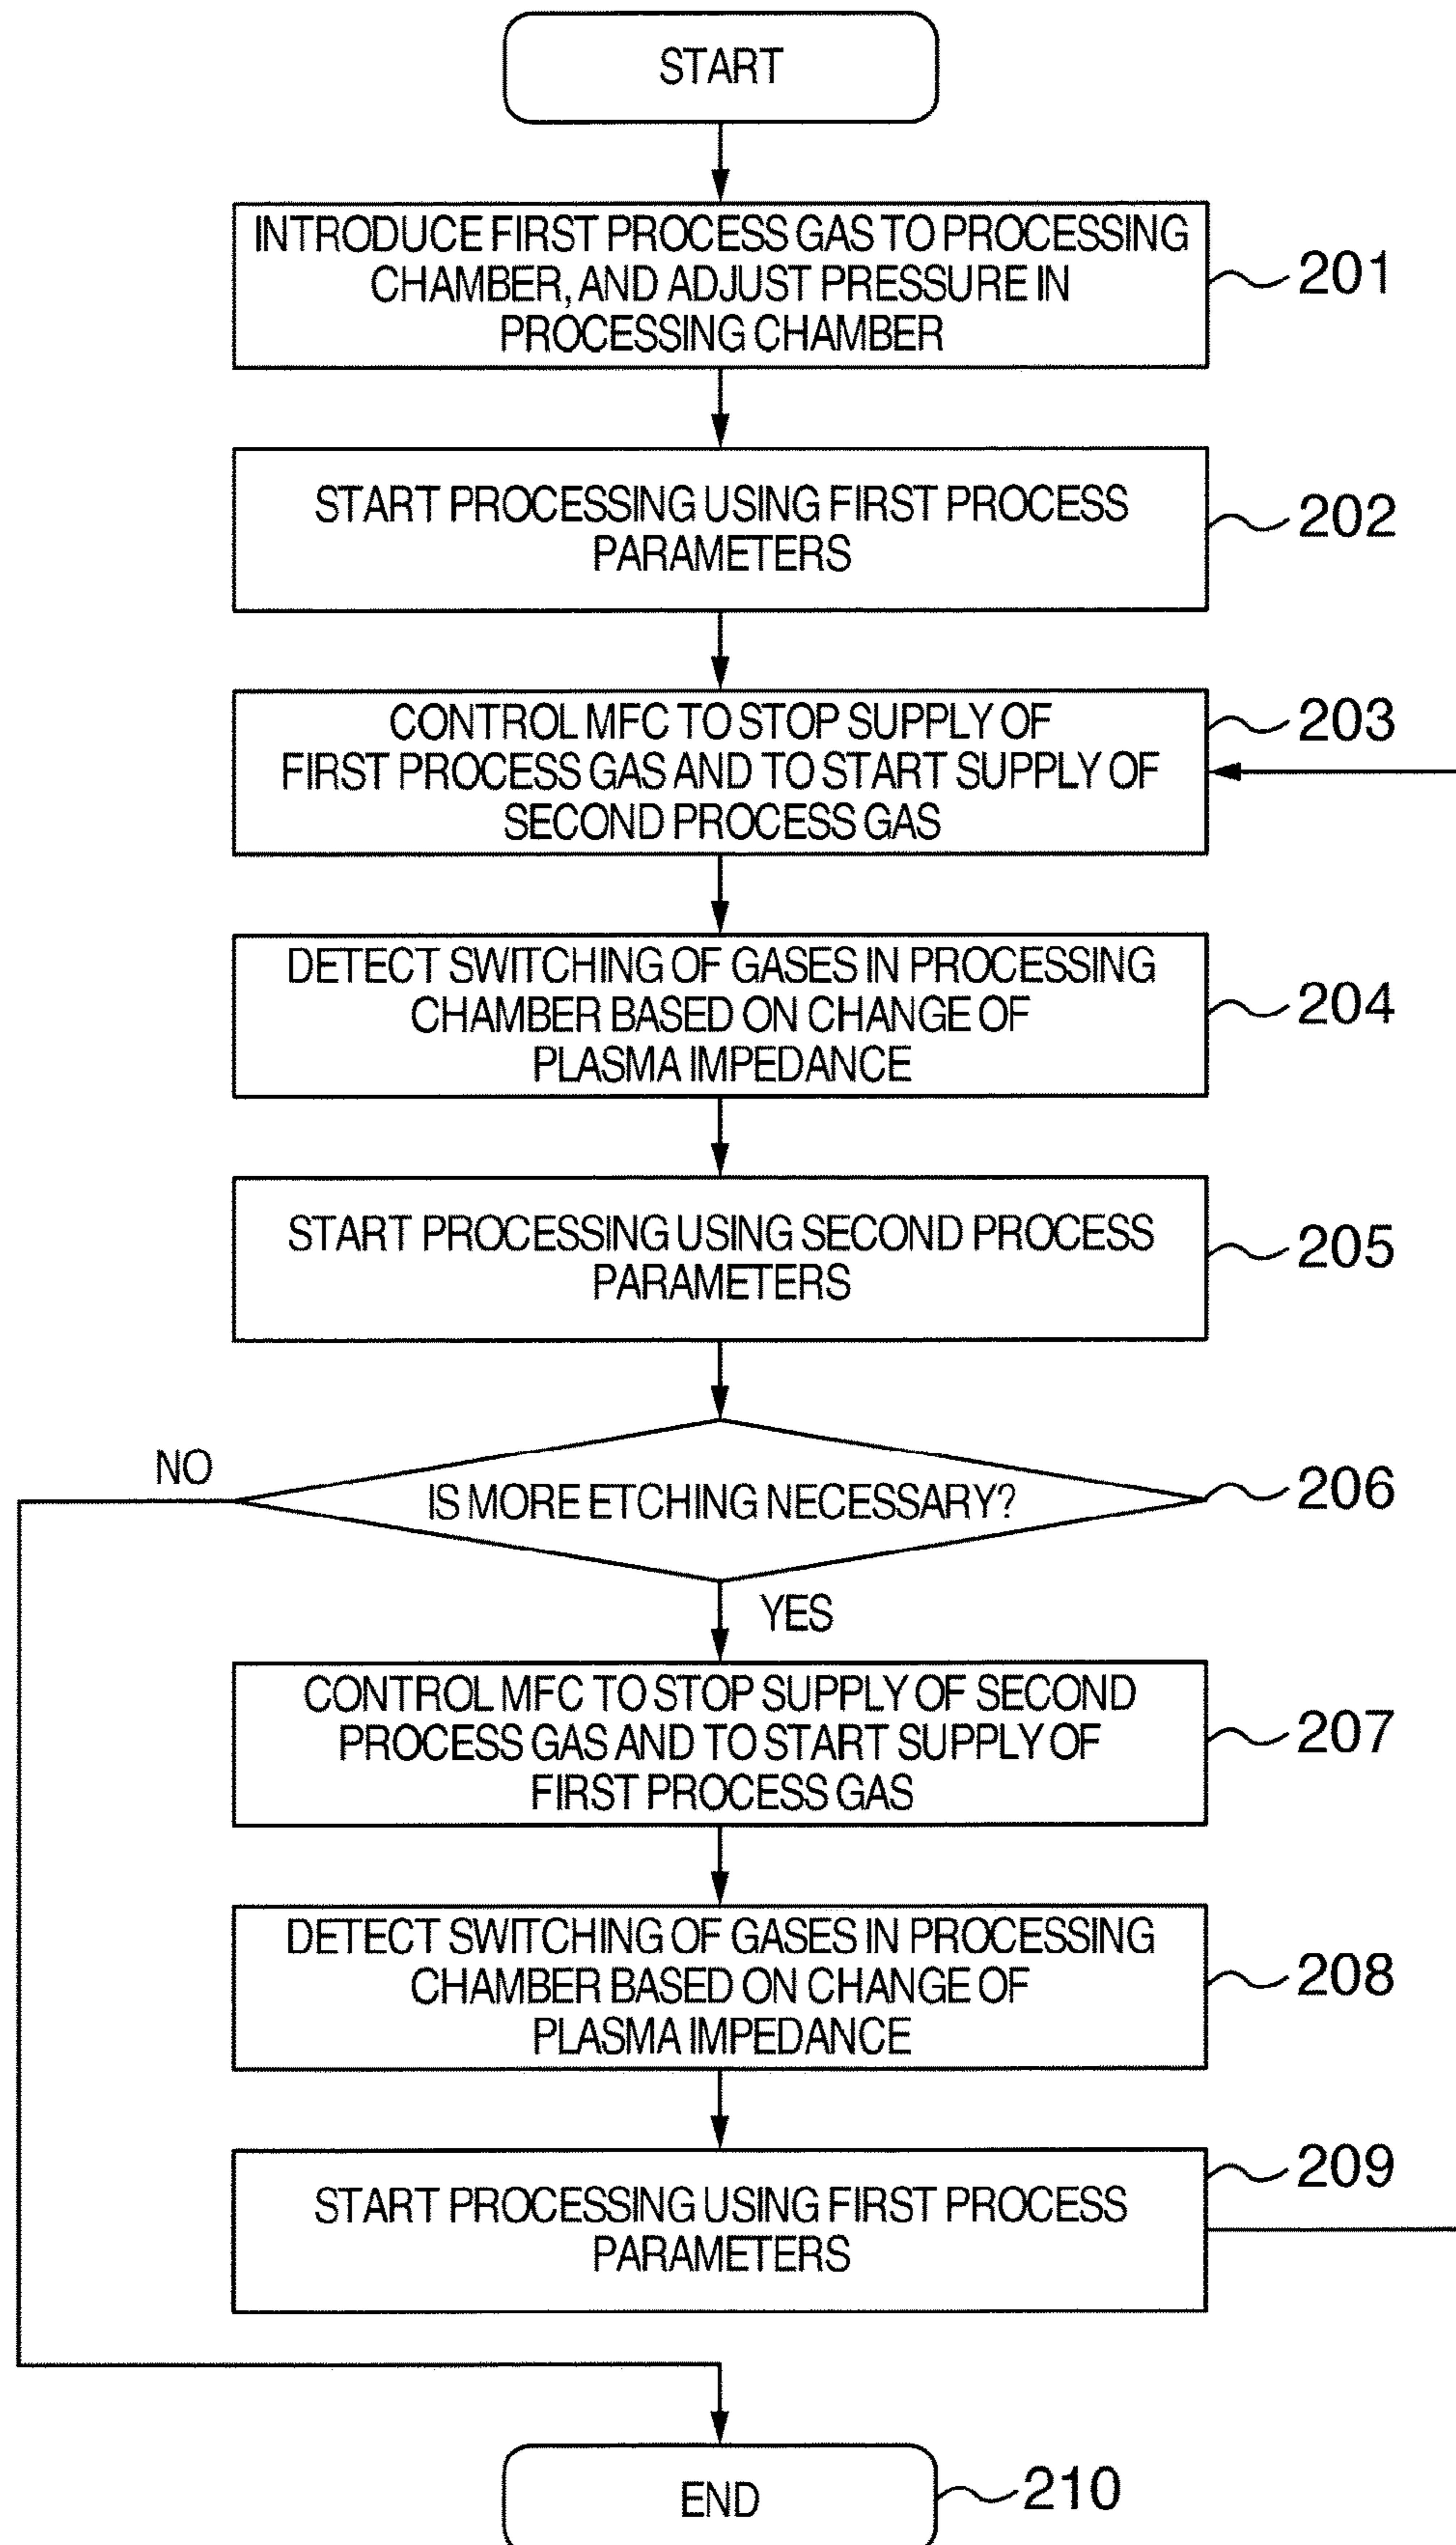 START
INTRODUCE FIRST PROCESS GAS TO PROCESSING
CHAMBER, AND ADJUST PRESSURE IN
PROCESSING CHAMBER
201
START PROCESSING USING FIRST PROCESS
PARAMETERS
202
CONTROL MFC TO STOP SUPPLY OF
FIRST PROCESS GAS AND TO START SUPPLY OF
SECOND PROCESS GAS
203
DETECT SWITCHING OF GASES IN PROCESSING
CHAMBER BASED ON CHANGE OF
PLASMA IMPEDANCE
204
START PROCESSING USING SECOND PROCESS
PARAMETERS
205
NO
IS MORE ETCHING NECESSARY?
206
YES
CONTROL MFC TO STOP SUPPLY OF SECOND
PROCESS GAS AND TO START SUPPLY OF
FIRST PROCESS GAS
207
DETECT SWITCHING OF GASES IN PROCESSING
CHAMBER BASED ON CHANGE OF
PLASMA IMPEDANCE
208
START PROCESSING USING FIRST PROCESS
PARAMETERS
209
END
210